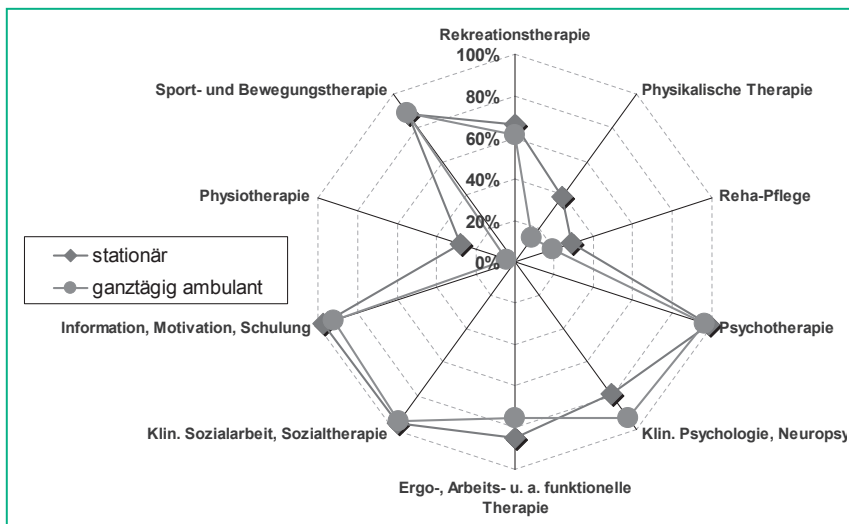 Rekreationstherapie
100%
Sport- und Bewegungstherapie
80%
Physikalische Therapie
60%
Physiotherapie
40%
Reha-Pflege
20%
stationär
0%
ganztägig ambulant
Information, Motivation, Schulung
Psychotherapie
Klin. Sozialarbeit, Sozialtherapie
Klin. Psychologie, Neuropsy
Ergo-, Arbeits- u. a. funktionelle
Therapie